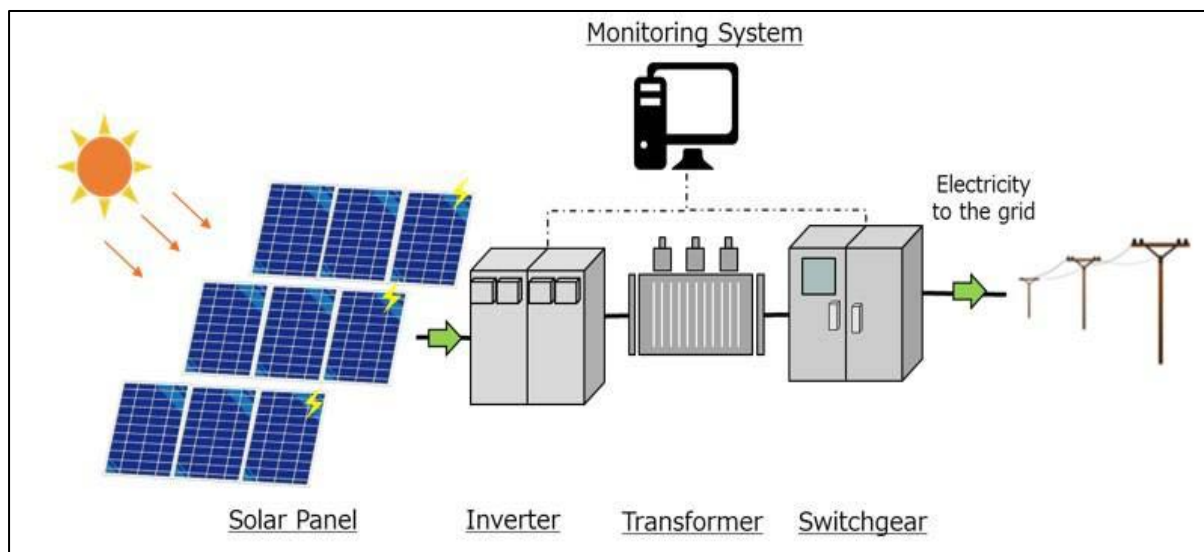 Monitoring System
Electricity
to the grid
Solar Panel
Inverter
Transformer
Switchgear